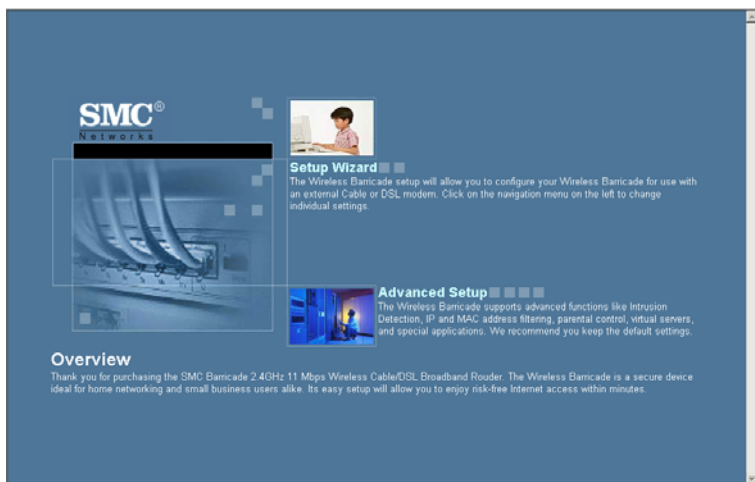 SMC®
Networks
Setup Wizard
The Wireless Barricade setup will allow you to configure your Wireless Barricade for use with
an external Cable or DSL modem. Click on the navigation menu on the left to change
individual settings.
Advanced Setup
The Wireless Barricade supports advanced functions like Intrusion
Detection, IP and MAC address filtering, parental control, virtual servers,
and special applications. We recommend you keep the default settings.
Overview
Thank you for purchasing the SMC Barricade 2.4GHz 11 Mbps Wireless Cable/DSL Broadband Rouder. The Wireless Barricade is a secure device
ideal for home networking and small business users alike. Its easy setup will allow you to enjoy risk-free Internet access within minutes.